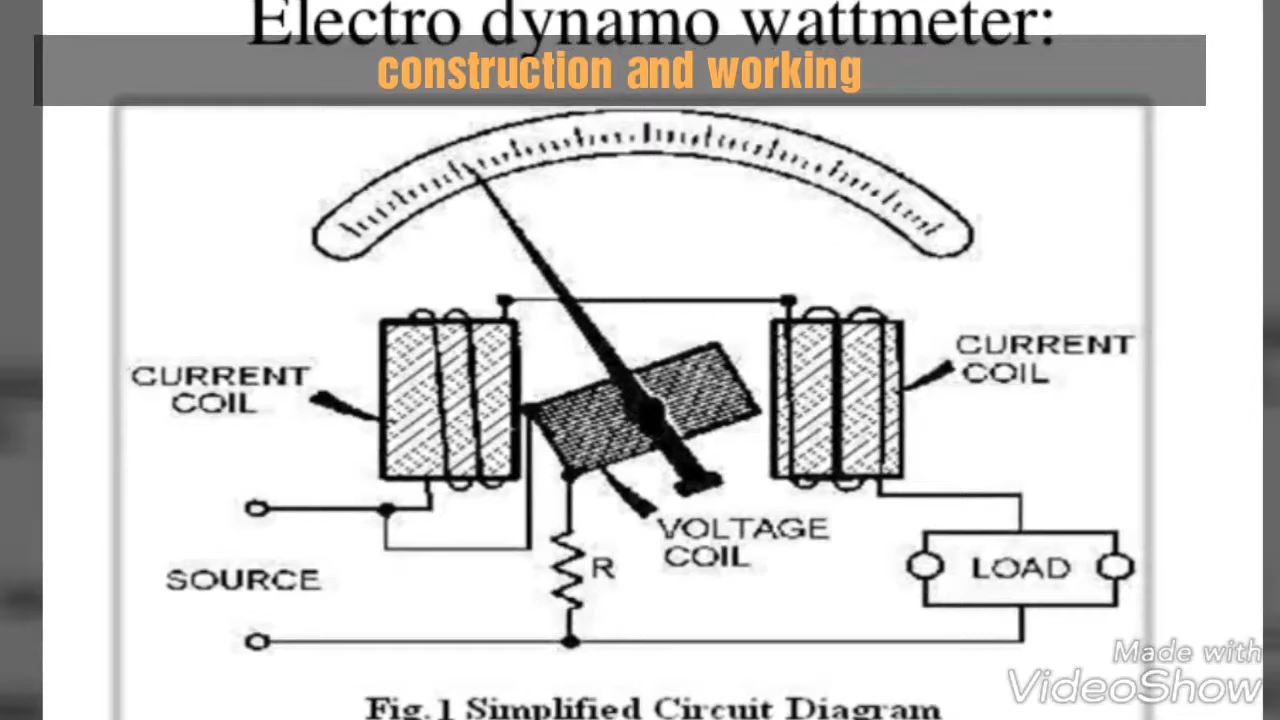 Electro dynamo wattmeter:
construction and working
CURRENT
COIL
CURRENT
COIL
VOLTAGE
COIL
R
SOURCE
LOAD
Made with
VideoShow
Fig.1 Simplified Circuit Diagram